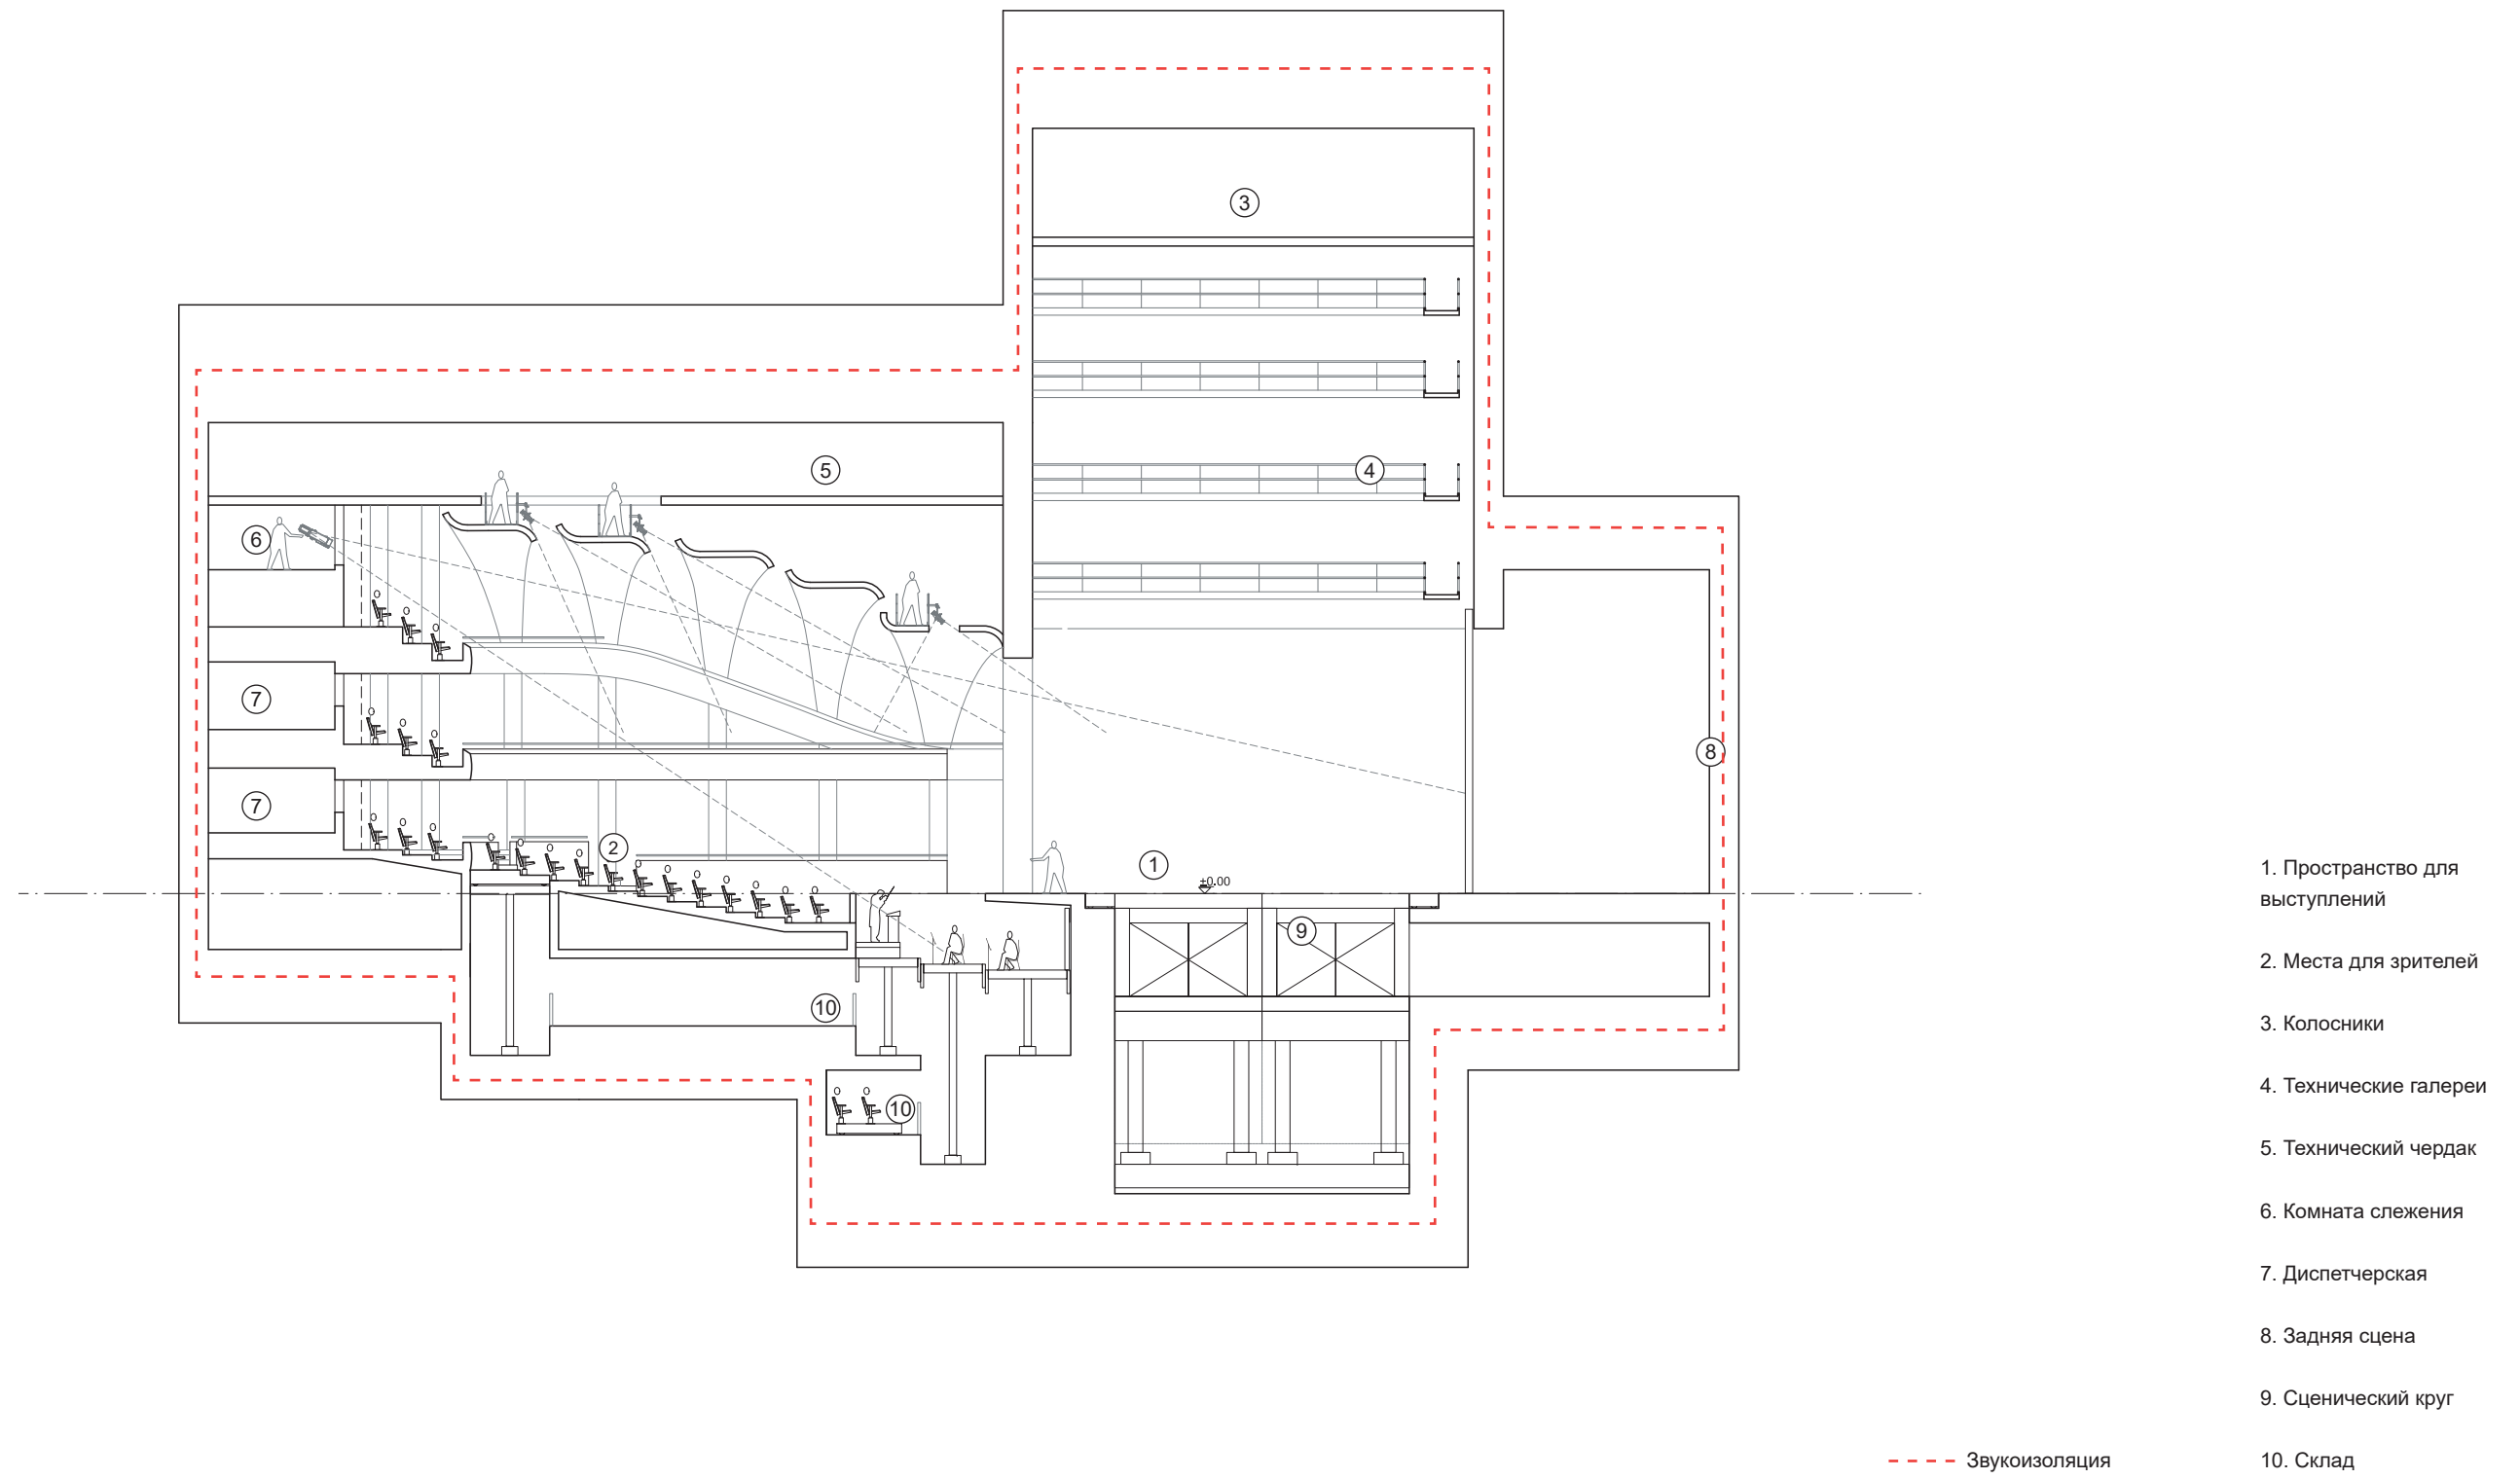 3
5
4
6
7
8
7
2
1
±0.00
9
10
10
1. Пространство для
выступлений
2. Места для зрителей
3. Колосники
4. Технические галереи
5. Технический чердак
6. Комната слежения
7. Диспетчерская
8. Задняя сцена
9. Сценический круг
10. Склад
Звукоизоляция